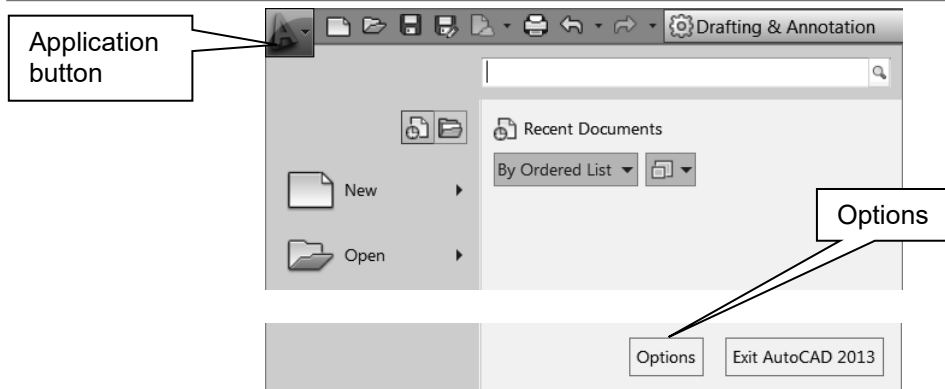 Application
button
Drafting & Annotation
Recent Documents
By Ordered List
New
Options
Open
Options
Exit AutoCAD 2013